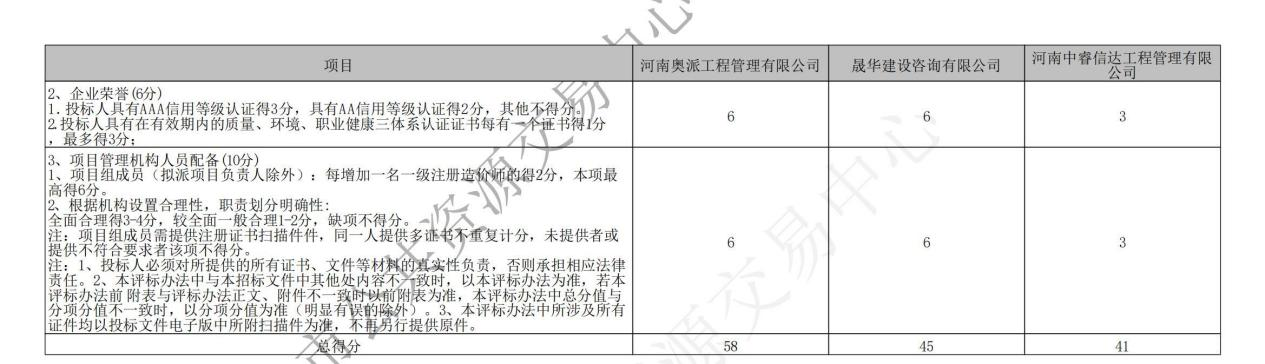 项目 河南奥派工程管理有限公司 晟华建设咨询有限公司 河南中睿信达工程管理有限
公司
2、企业荣誉(6分)
1.投标人具有AAA信用等级认证得3分，具有AA信用等级认证得2分，其他不得分。
2.投标人具有在有效期内的质量、环境、职业健康三体系认证证书每有一个证书得1分
，最多得3分；
6 6 3
3、项目管理机构人员配备(10分)
1、项目组成员（拟派项目负责人除外）：每增加一名一级注册造价师的得2分，本项最
高得6分。
2、根据机构设置合理性，职责划分明确性:
全面合理得3-4分，较全面一般合理1-2分，缺项不得分。
注：项目组成员需提供注册证书扫描件件，同一人提供多证书不重复计分，未提供者或
提供不符合要求者该项不得分。
注：1、投标人必须对所提供的所有证书、文件等材料的真实性负责，否则承担相应法律
责任。2、本评标办法中与本招标文件中其他处内容不一致时，以本评标办法为准，若本
评标办法前 附表与评标办法正文、附件不一致时以前附表为准，本评标办法中总分值与
分项分值不一致时，以分项分值为准（明显有误的除外）。3、本评标办法中所涉及所有
证件均以投标文件电子版中所附扫描件为准，不再另行提供原件。
6 6 3
总得分 58 45 41
市公共资源交易中心
源交易中心